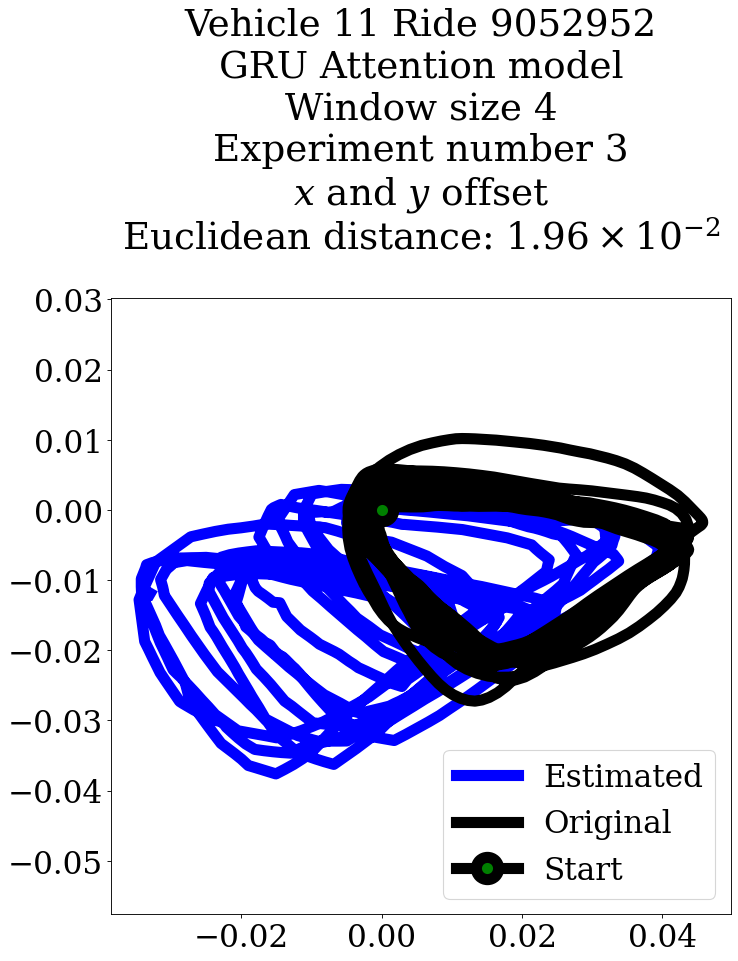 Vehicle 11 Ride 9052952
GRU Attention model
Window size 4
Experiment number 3
x and y offset
Euclidean distance: 1.96 × 10⁻²
0.03
0.02
0.01
0.00
−0.01
−0.02
−0.03
−0.04
−0.05
Estimated
Original
Start
−0.02 0.00 0.02 0.04